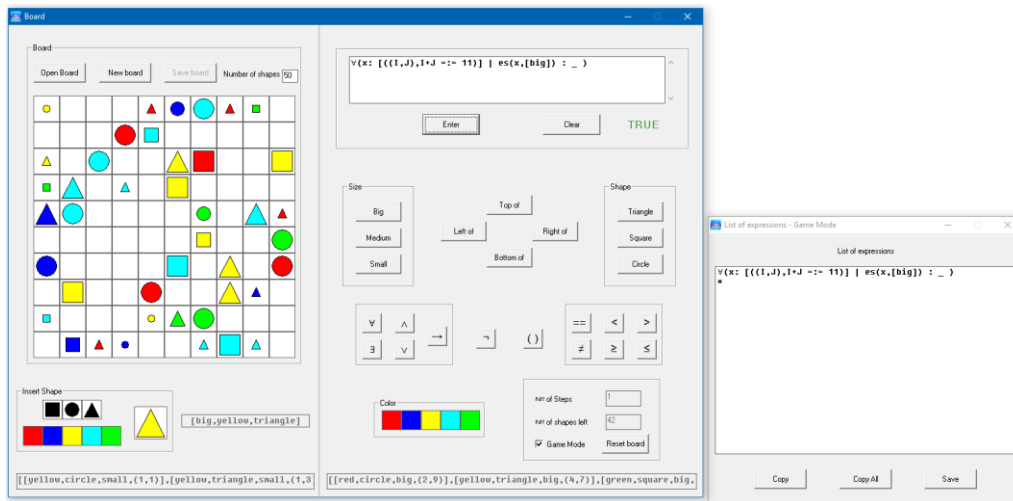 Board
Board
Open Board
New board
Save board
Number of shapes 50
∀(x: [((I,J),I+J =:= 11)] | es(x,[big]) : _ )
Enter
Clear
TRUE
Size
Big
Medium
Small
Top of
Left of
Right of
Bottom of
Shape
Triangle
Square
Circle
∀ ∧ → ¬ () == < >
∃ ∨ ≠ ≥ ≤
Insert Shape
[big,yellow,triangle]
Color
Nº of Steps 1
Nº of shapes left 42
Game Mode
Reset board
[[yellow,circle,small,(1,1)],[yellow,triangle,small,(1,3
[[red,circle,big,(2,9)],[yellow,triangle,big,(4,7)],[green,square,big,
List of expressions - Game Mode
List of expressions
∀(x: [((I,J),I+J =:= 11)] | es(x,[big]) : _ )
*
Copy
Copy All
Save